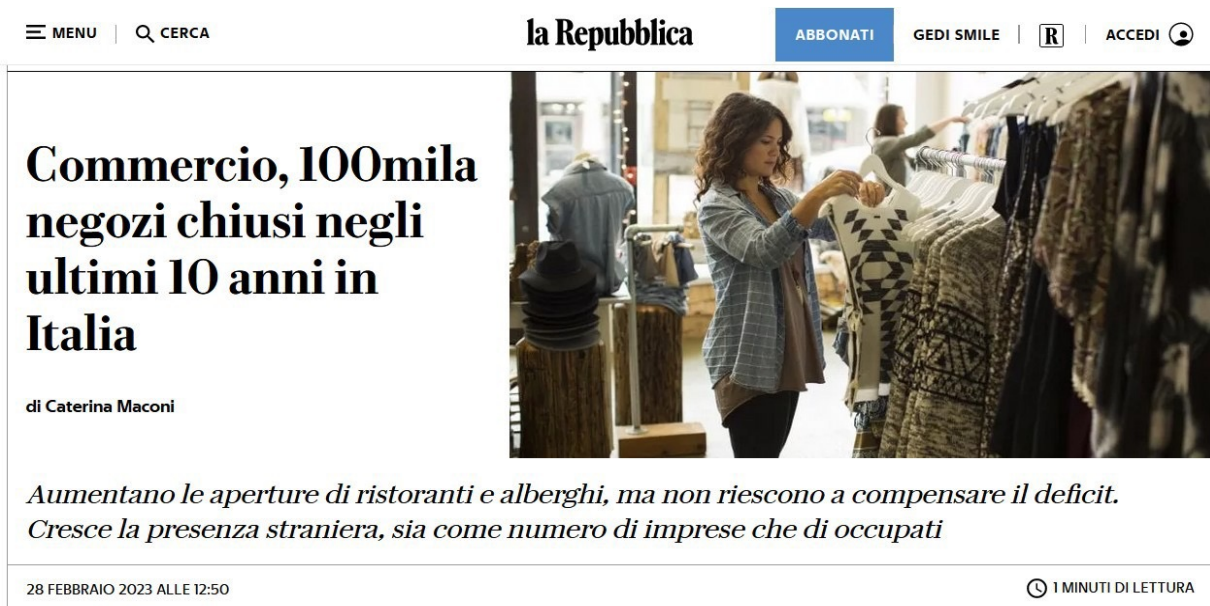 MENU
CERCA
la Repubblica
ABBONATI
GEDI SMILE
R
ACCEDI
Commercio, 100mila
negozi chiusi negli
ultimi 10 anni in
Italia
di Caterina Maconi
Aumentano le aperture di ristoranti e alberghi, ma non riescono a compensare il deficit.
Cresce la presenza straniera, sia come numero di imprese che di occupati
28 FEBBRAIO 2023 ALLE 12:50
1 MINUTI DI LETTURA